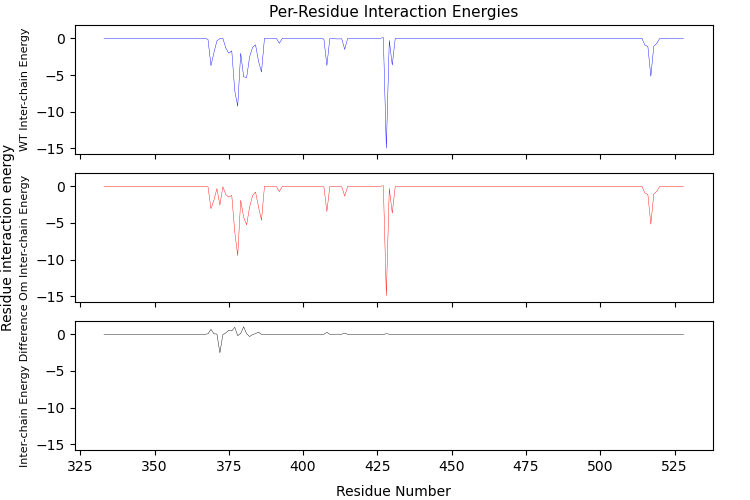 Per-Residue Interaction Energies
Residue interaction energy
WT Inter-chain Energy
0
−5
−10
−15
Om Inter-chain Energy
0
−5
−10
−15
Inter-chain Energy Difference
0
−5
−10
−15
325 350 375 400 425 450 475 500 525
Residue Number